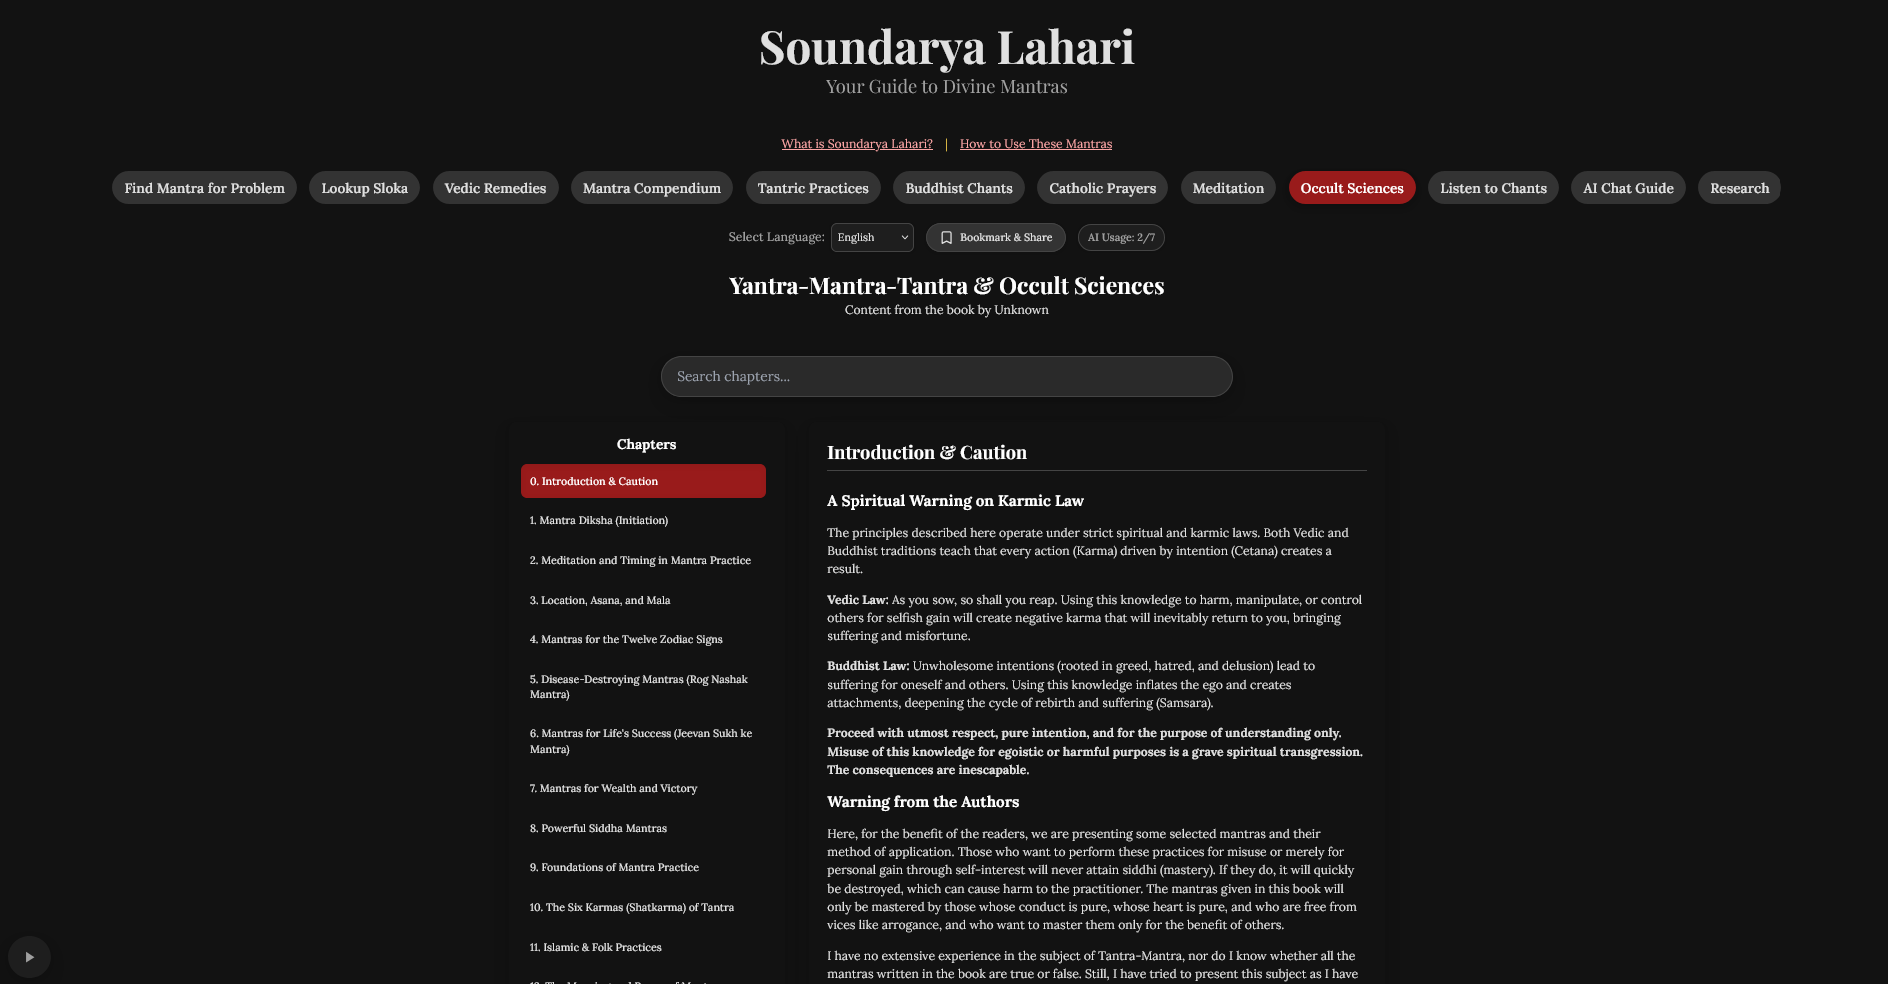 Soundarya Lahari
Your Guide to Divine Mantras
What is Soundarya Lahari? | How to Use These Mantras
Find Mantra for Problem
Lookup Sloka
Vedic Remedies
Mantra Compendium
Tantric Practices
Buddhist Chants
Catholic Prayers
Meditation
Occult Sciences
Listen to Chants
AI Chat Guide
Research
Select Language: English
Bookmark & Share
AI Usage: 2/7
Yantra-Mantra-Tantra & Occult Sciences
Content from the book by Unknown
Search chapters...
Chapters
0. Introduction & Caution
1. Mantra Diksha (Initiation)
2. Meditation and Timing in Mantra Practice
3. Location, Asana, and Mala
4. Mantras for the Twelve Zodiac Signs
5. Disease-Destroying Mantras (Rog Nashak
Mantra)
6. Mantras for Life's Success (Jeevan Sukh ke
Mantra)
7. Mantras for Wealth and Victory
8. Powerful Siddha Mantras
9. Foundations of Mantra Practice
10. The Six Karmas (Shatkarma) of Tantra
11. Islamic & Folk Practices
Introduction & Caution
A Spiritual Warning on Karmic Law
The principles described here operate under strict spiritual and karmic laws. Both Vedic and
Buddhist traditions teach that every action (Karma) driven by intention (Cetana) creates a
result.
Vedic Law: As you sow, so shall you reap. Using this knowledge to harm, manipulate, or control
others for selfish gain will create negative karma that will inevitably return to you, bringing
suffering and misfortune.
Buddhist Law: Unwholesome intentions (rooted in greed, hatred, and delusion) lead to
suffering for oneself and others. Using this knowledge inflates the ego and creates
attachments, deepening the cycle of rebirth and suffering (Samsara).
Proceed with utmost respect, pure intention, and for the purpose of understanding only.
Misuse of this knowledge for egoistic or harmful purposes is a grave spiritual transgression.
The consequences are inescapable.
Warning from the Authors
Here, for the benefit of the readers, we are presenting some selected mantras and their
method of application. Those who want to perform these practices for misuse or merely for
personal gain through self-interest will never attain siddhi (mastery). If they do, it will quickly
be destroyed, which can cause harm to the practitioner. The mantras given in this book will
only be mastered by those whose conduct is pure, whose heart is pure, and who are free from
vices like arrogance, and who want to master them only for the benefit of others.
I have no extensive experience in the subject of Tantra-Mantra, nor do I know whether all the
mantras written in the book are true or false. Still, I have tried to present this subject as I have